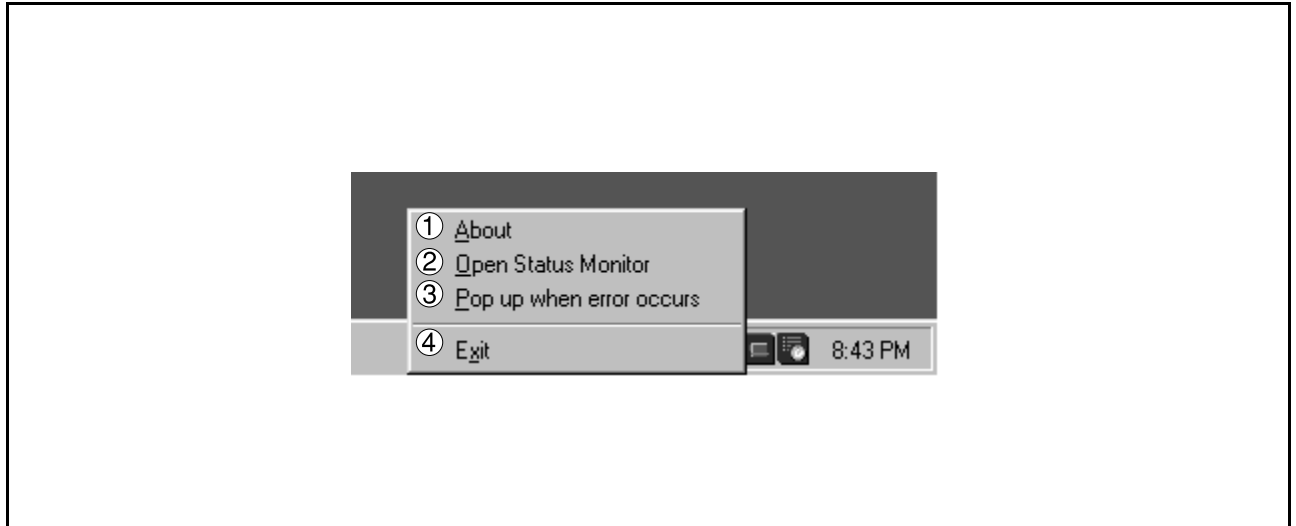 ① About
② Open Status Monitor
③ Pop up when error occurs
④ Exit
8:43 PM